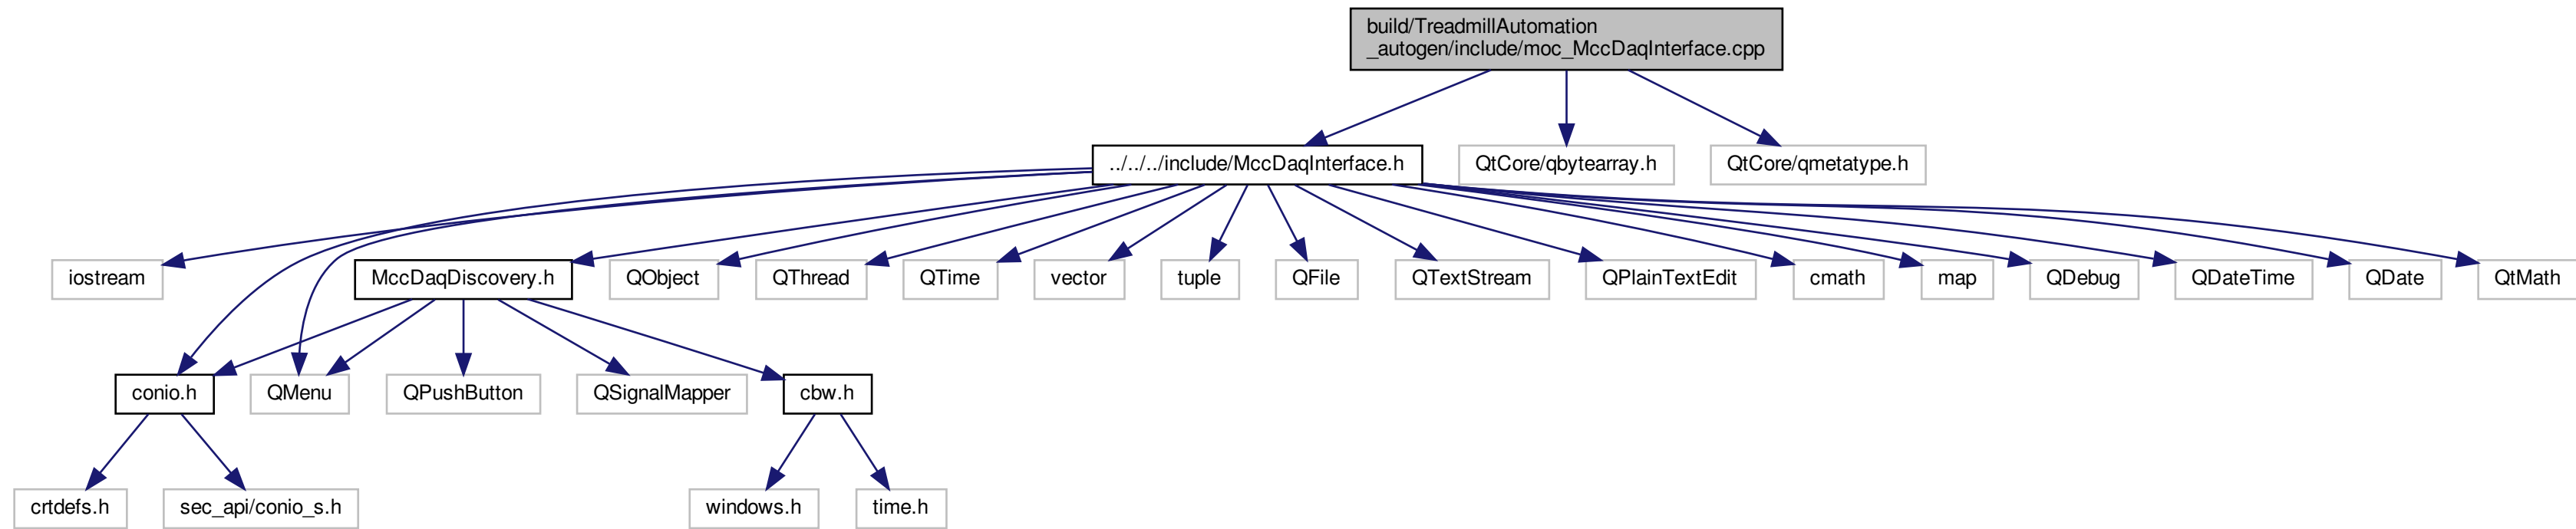 build/TreadmillAutomation
_autogen/include/moc_MccDaqInterface.cpp
../../../include/MccDaqInterface.h
QtCore/qbytearray.h
QtCore/qmetatype.h
iostream
MccDaqDiscovery.h
QObject
QThread
QTime
vector
tuple
QFile
QTextStream
QPlainTextEdit
cmath
map
QDebug
QDateTime
QDate
QtMath
conio.h
QMenu
QPushButton
QSignalMapper
cbw.h
crtdefs.h
sec_api/conio_s.h
windows.h
time.h